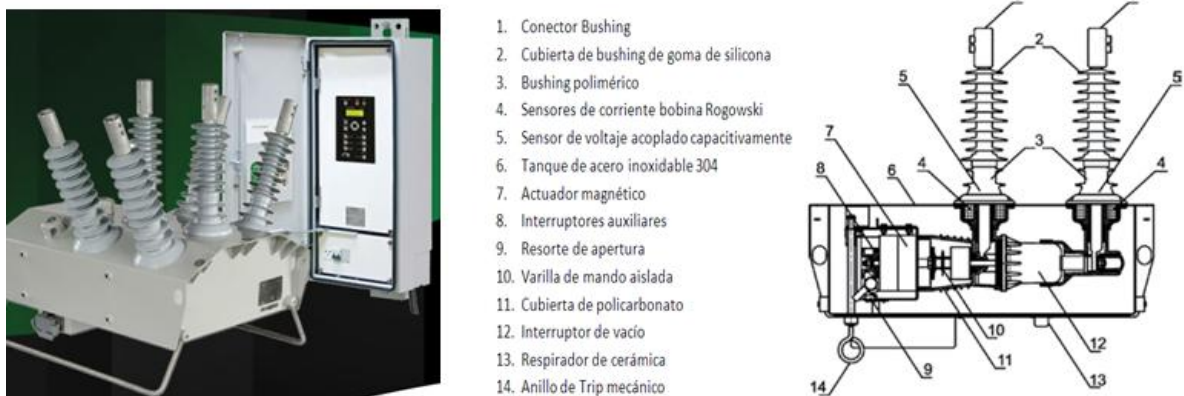 1. Conector Bushing
2. Cubierta de bushing de goma de silicona
3. Bushing polimérico
4. Sensores de corriente bobina Rogowski
5. Sensor de voltaje acoplado capacitivamente
6. Tanque de acero inoxidable 304
7. Actuador magnético
8. Interruptores auxiliares
9. Resorte de apertura
10. Varilla de mando aislada
11. Cubierta de policarbonato
12. Interruptor de vacío
13. Respirador de cerámica
14. Anillo de Trip mecánico
2
5
5
7
3
4
4
6
8
10
12
9
11
13
14